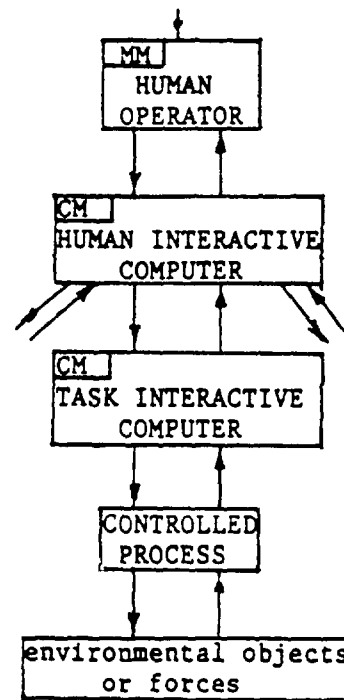 MM
HUMAN
OPERATOR
CM
HUMAN INTERACTIVE
COMPUTER
CM
TASK INTERACTIVE
COMPUTER
CONTROLLED
PROCESS
environmental objects
or forces